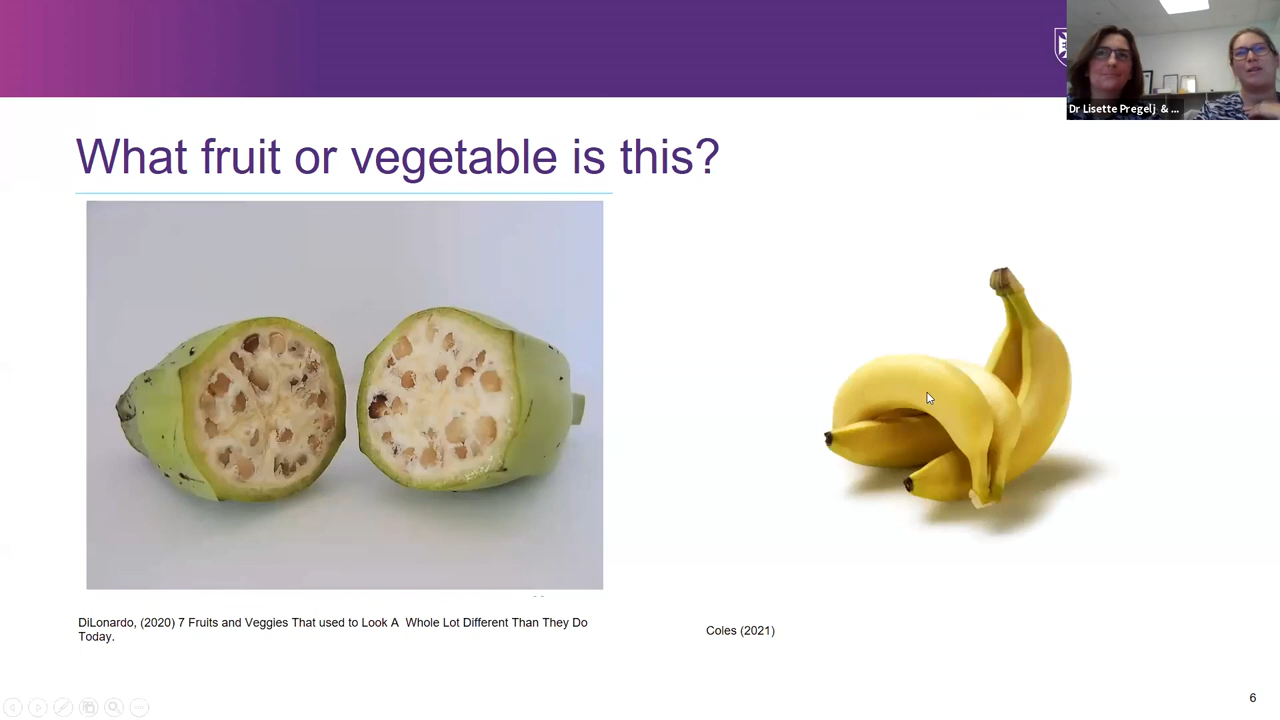 Dr Lisette Pregelj & ...
What fruit or vegetable is this?
DiLonardo, (2020) 7 Fruits and Veggies That used to Look A Whole Lot Different Than They Do
Today.
Coles (2021)
6